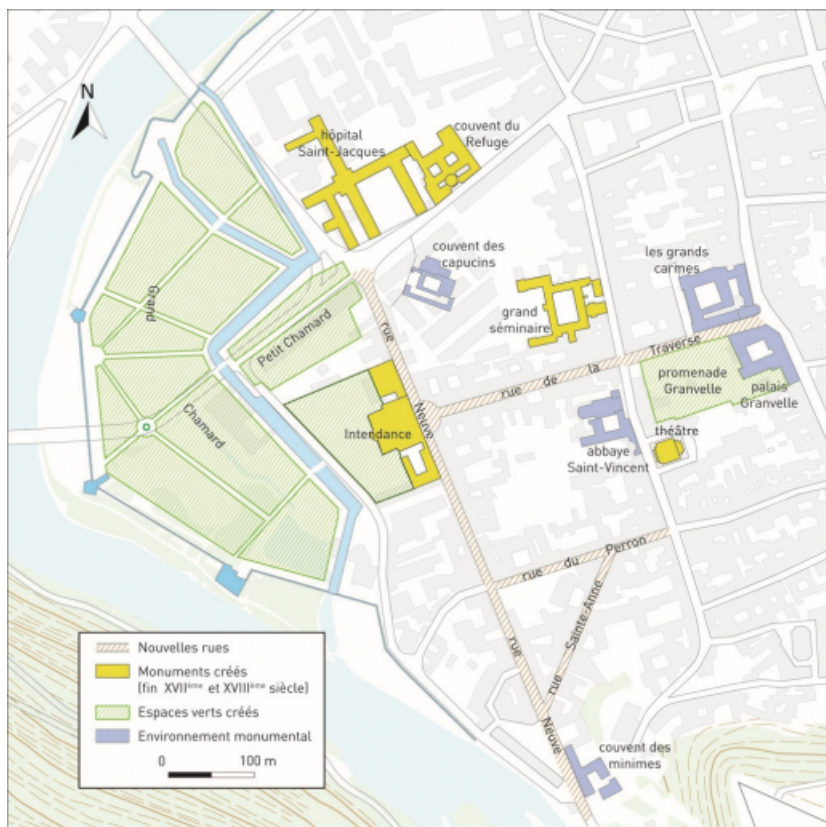 N
hôpital
Saint-Jacques
couvent du
Refuge
couvent des
capucins
les grands
carmes
grand
séminaire
Grand
Chamard
Petit Chamard
rue
Neuve
rue de la Traverse
promenade
Granvelle
palais
Granvelle
Intendance
théâtre
abbaye
Saint-Vincent
rue du Perron
rue Sainte-Anne
rue
Neuve
couvent des
minimes
Nouvelles rues
Monuments créés
(fin XVIIème et XVIIIème siècle)
Espaces verts créés
Environnement monumental
0 100 m